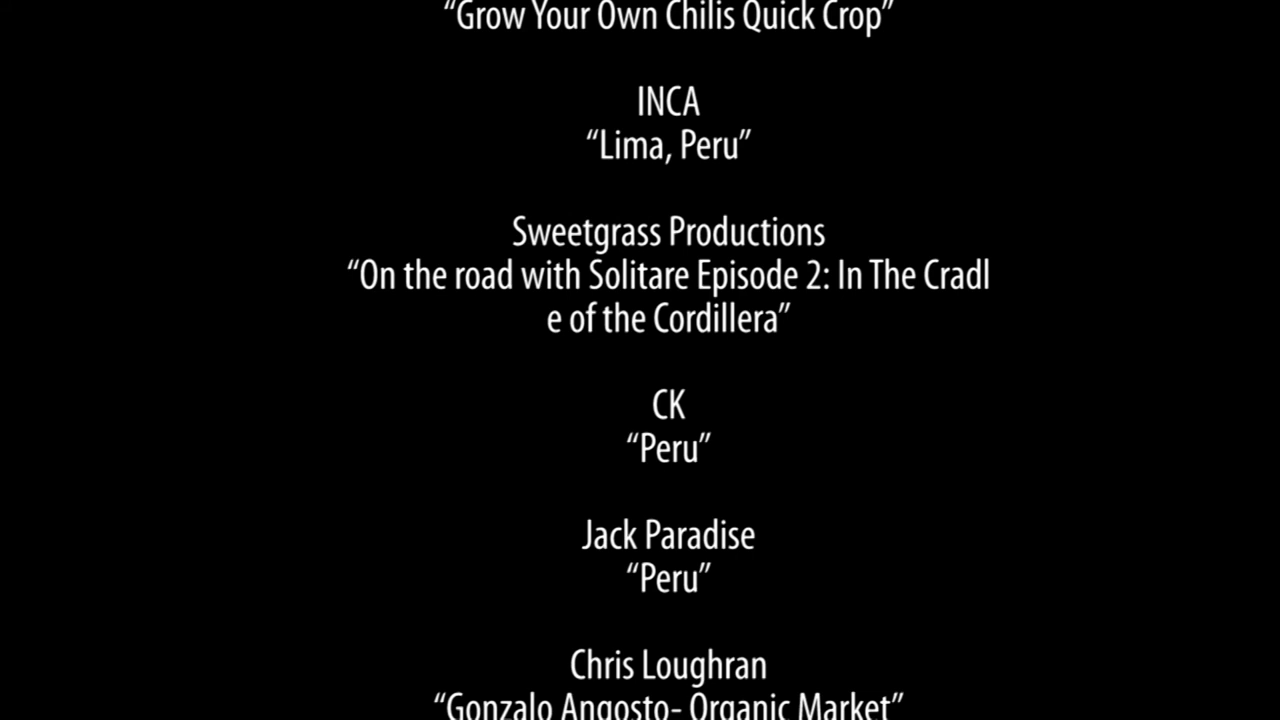 “Grow Your Own Chilis Quick Crop”
INCA
“Lima, Peru”
Sweetgrass Productions
“On the road with Solitare Episode 2: In The Cradl
e of the Cordillera”
CK
“Peru”
Jack Paradise
“Peru”
Chris Loughran
“Gonzalo Angosto- Organic Market”